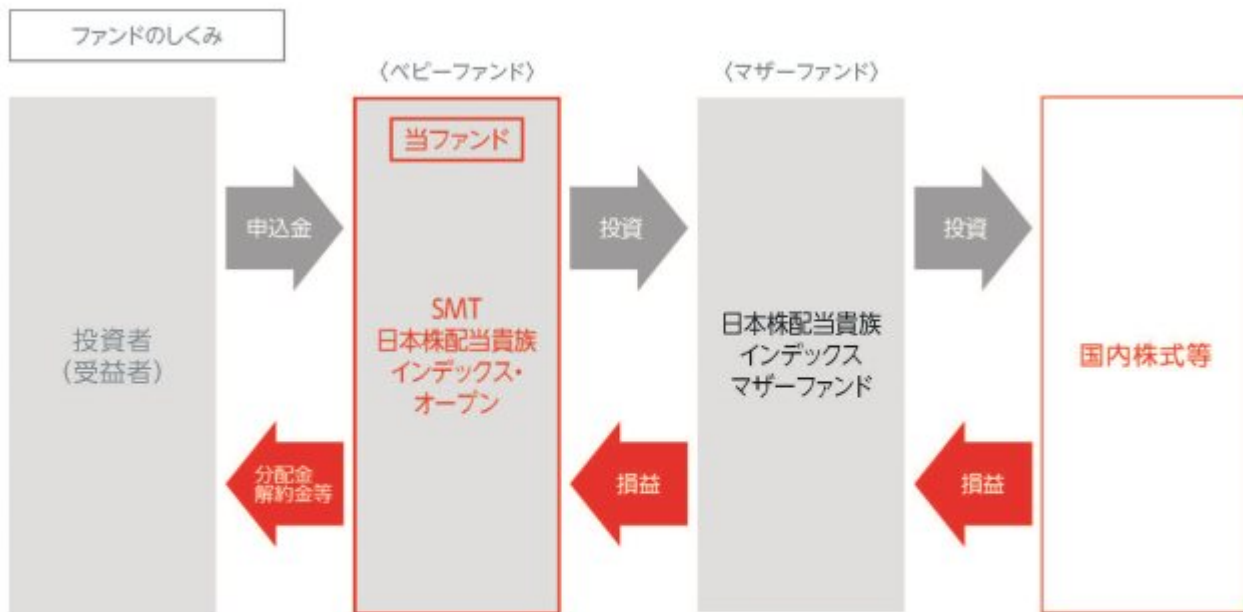 ファンドのしくみ
〈ベビーファンド〉
〈マザーファンド〉
当ファンド
申込金
投資
投資
投資者
(受益者)
SMT
日本株配当貴族
インデックス・
オープン
日本株配当貴族
インデックス
マザーファンド
国内株式等
分配金
解約金等
損益
損益